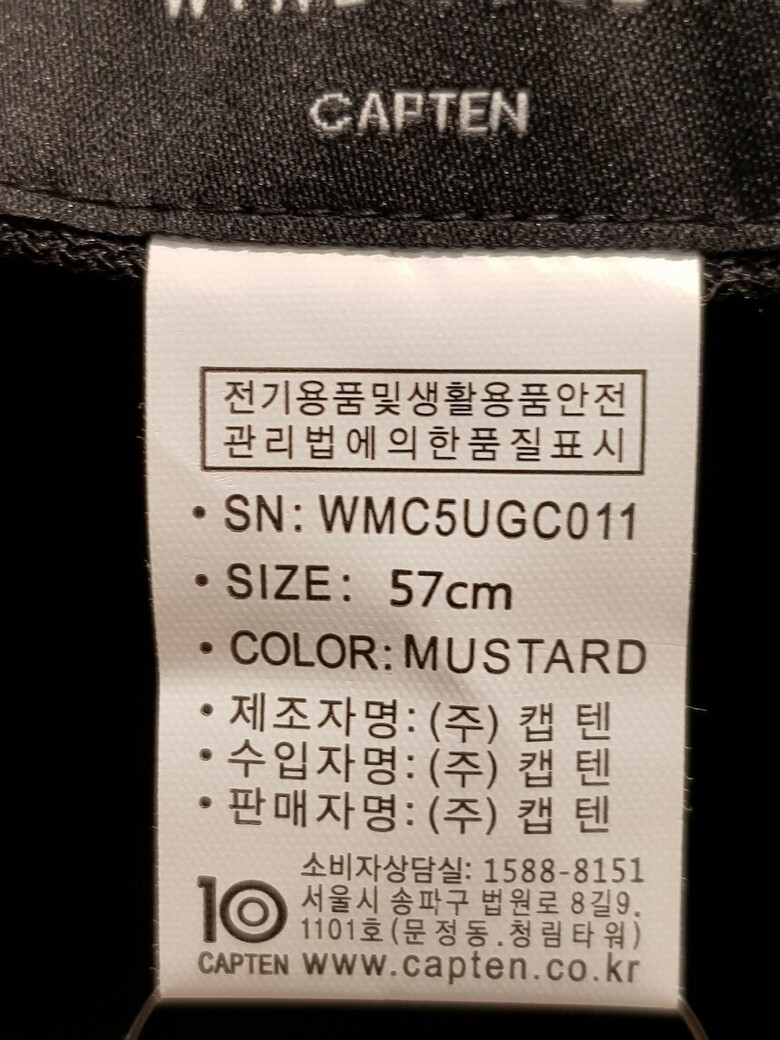 CAPTEN
전기용품및생활용품안전
관리법에의한품질표시
• SN: WMC5UGC011
• SIZE: 57cm
• COLOR: MUSTARD
• 제조자명: (주) 캡 텐
• 수입자명: (주) 캡 텐
• 판매자명: (주) 캡 텐
소비자상담실: 1588-8151
서울시 송파구 법원로 8길9,
1101호 (문정동.청림타워)
10
CAPTEN www.capten.co.kr